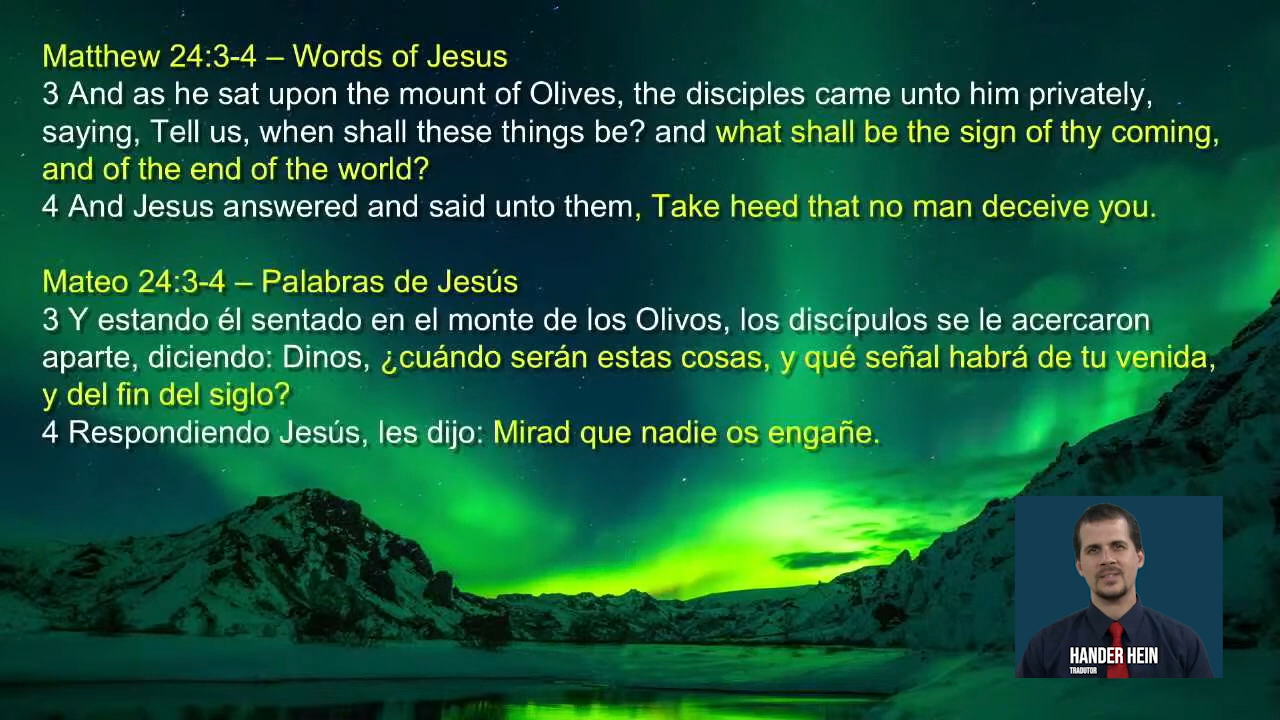 Matthew 24:3-4 – Words of Jesus
3 And as he sat upon the mount of Olives, the disciples came unto him privately,
saying, Tell us, when shall these things be? and what shall be the sign of thy coming,
and of the end of the world?
4 And Jesus answered and said unto them, Take heed that no man deceive you.
Mateo 24:3-4 – Palabras de Jesús
3 Y estando él sentado en el monte de los Olivos, los discípulos se le acercaron
aparte, diciendo: Dinos, ¿cuándo serán estas cosas, y qué señal habrá de tu venida,
y del fin del siglo?
4 Respondiendo Jesús, les dijo: Mirad que nadie os engañe.
HANDER HEIN
TRADUTOR